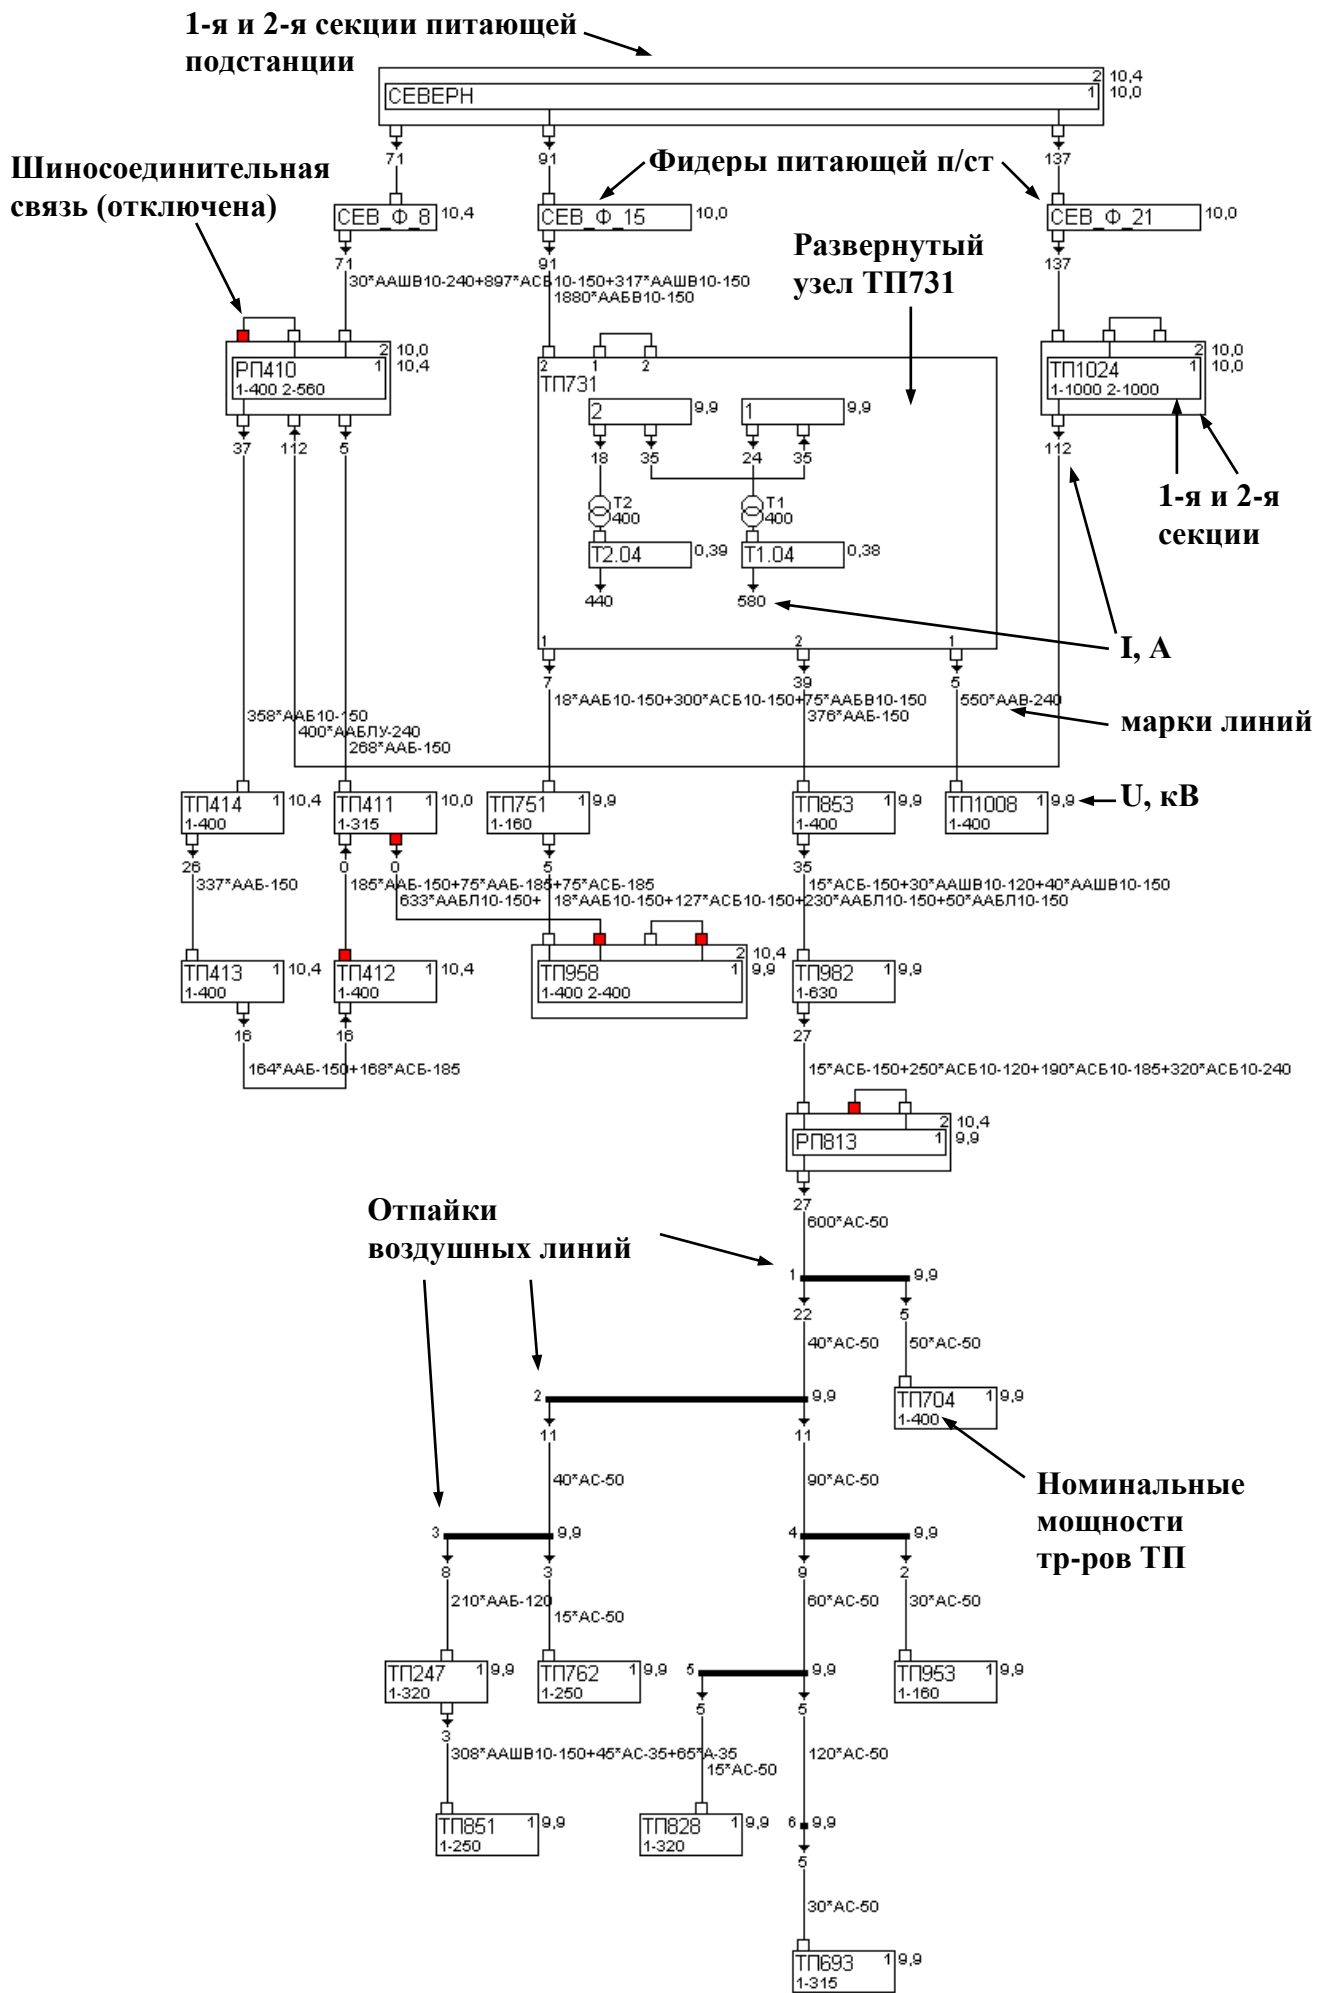 1-я и 2-я секции питающей
подстанции
2 10,4
СЕВЕРН 1 10,0
71 91 137
Шиносоединительная
связь (отключена)
Фидеры питающей п/ст
СЕВ_Ф_8 10,4
СЕВ_Ф_15 10,0
СЕВ_Ф_21 10,0
71 91 137
Развернутый
узел ТП731
30*ААШВ10-240+897*АСБ10-150+317*ААШВ10-150
1880*ААБВ10-150
2 10,0
РП410 1 10,4
1-400 2-560
37 112 5
2 1 2
ТП731
2 9,9
1 9,9
18 35 24 35
Т2
400
Т1
400
Т2.04 0,39
Т1.04 0,38
440 580
1 2 1
2 10,0
ТП1024 1 10,0
1-1000 2-1000
112
1-я и 2-я
секции
I, А
7 39 5
18*ААБ10-150+300*АСБ10-150+75*ААБВ10-150
376*ААБ-150
550*ААВ-240
марки линий
358*ААБ10-150
400*ААБЛУ-240
268*ААБ-150
ТП414 1 10,4
1-400
ТП411 1 10,0
1-315
ТП751 1 9,9
1-160
ТП853 1 9,9
1-400
ТП1008 1 9,9
1-400
U, кВ
26 0 0 5 35
337*ААБ-150
185*ААБ-150+75*ААБ-185+75*АСБ-185
15*АСБ-150+30*ААШВ10-120+40*ААШВ10-150
633*ААБЛ10-150+
18*ААБ10-150+127*АСБ10-150+230*ААБЛ10-150+50*ААБЛ10-150
ТП413 1 10,4
1-400
ТП412 1 10,4
1-400
2 10,4
ТП958 1 9,9
1-400 2-400
ТП982 1 9,9
1-630
16 16 27
164*ААБ-150+168*АСБ-185
15*АСБ-150+250*АСБ10-120+190*АСБ10-185+320*АСБ10-240
2 10,4
РП813 1 9,9
27
600*АС-50
Отпайки
воздушных линий
1 9,9
22 5
40*АС-50
50*АС-50
2 9,9
ТП704 1 9,9
1-400
11 11
40*АС-50
90*АС-50
Номинальные
мощности
тр-ров ТП
3 9,9
4 9,9
8 3 9 2
210*ААБ-120
15*АС-50
60*АС-50
30*АС-50
ТП247 1 9,9
1-320
ТП762 1 9,9
1-250
5 9,9
ТП953 1 9,9
1-160
3 5 5
308*ААШВ10-150+45*АС-35+65*А-35
15*АС-50
120*АС-50
ТП851 1 9,9
1-250
ТП828 1 9,9
1-320
6 9,9
5
30*АС-50
ТП693 1 9,9
1-315